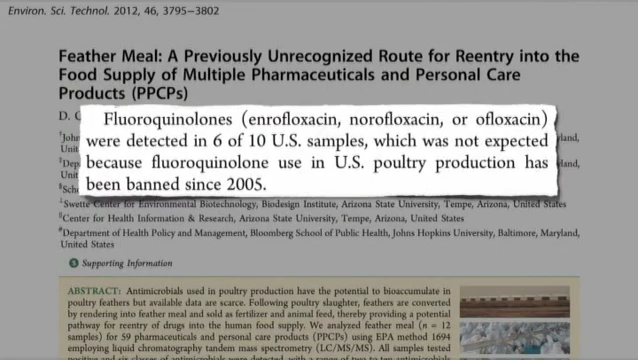 Environ. Sci. Technol. 2012, 46, 3795−3802
Feather Meal: A Previously Unrecognized Route for Reentry into the
Food Supply of Multiple Pharmaceuticals and Personal Care
Products (PPCPs)
D.
Fluoroquinolones (enrofloxacin, norofloxacin, or ofloxacin)
were detected in 6 of 10 U.S. samples, which was not expected
because fluoroquinolone use in U.S. poultry production has
been banned since 2005.
Swette Center for Environmental Biotechnology, Biodesign Institute, Arizona State University, Tempe, Arizona, United States
Center for Health Information & Research, Arizona State University, Tempe, Arizona, United States
Department of Health Policy and Management, Bloomberg School of Public Health, Johns Hopkins University, Baltimore, Maryland,
United States
Supporting Information
ABSTRACT: Antimicrobials used in poultry production have the potential to bioaccumulate in
poultry feathers but available data are scarce. Following poultry slaughter, feathers are converted
by rendering into feather meal and sold as fertilizer and animal feed, thereby providing a potential
pathway for reentry of drugs into the human food supply. We analyzed feather meal (n = 12
samples) for 59 pharmaceuticals and personal care products (PPCPs) using EPA method 1694
employing liquid chromatography tandem mass spectrometry (LC/MS/MS). All samples tested